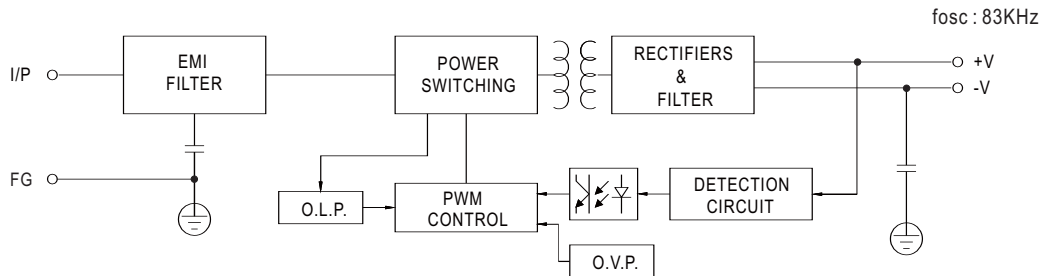 fosc : 83KHz
I/P
EMI
FILTER
POWER
SWITCHING
RECTIFIERS
&
FILTER
+V
-V
FG
O.L.P.
PWM
CONTROL
DETECTION
CIRCUIT
O.V.P.